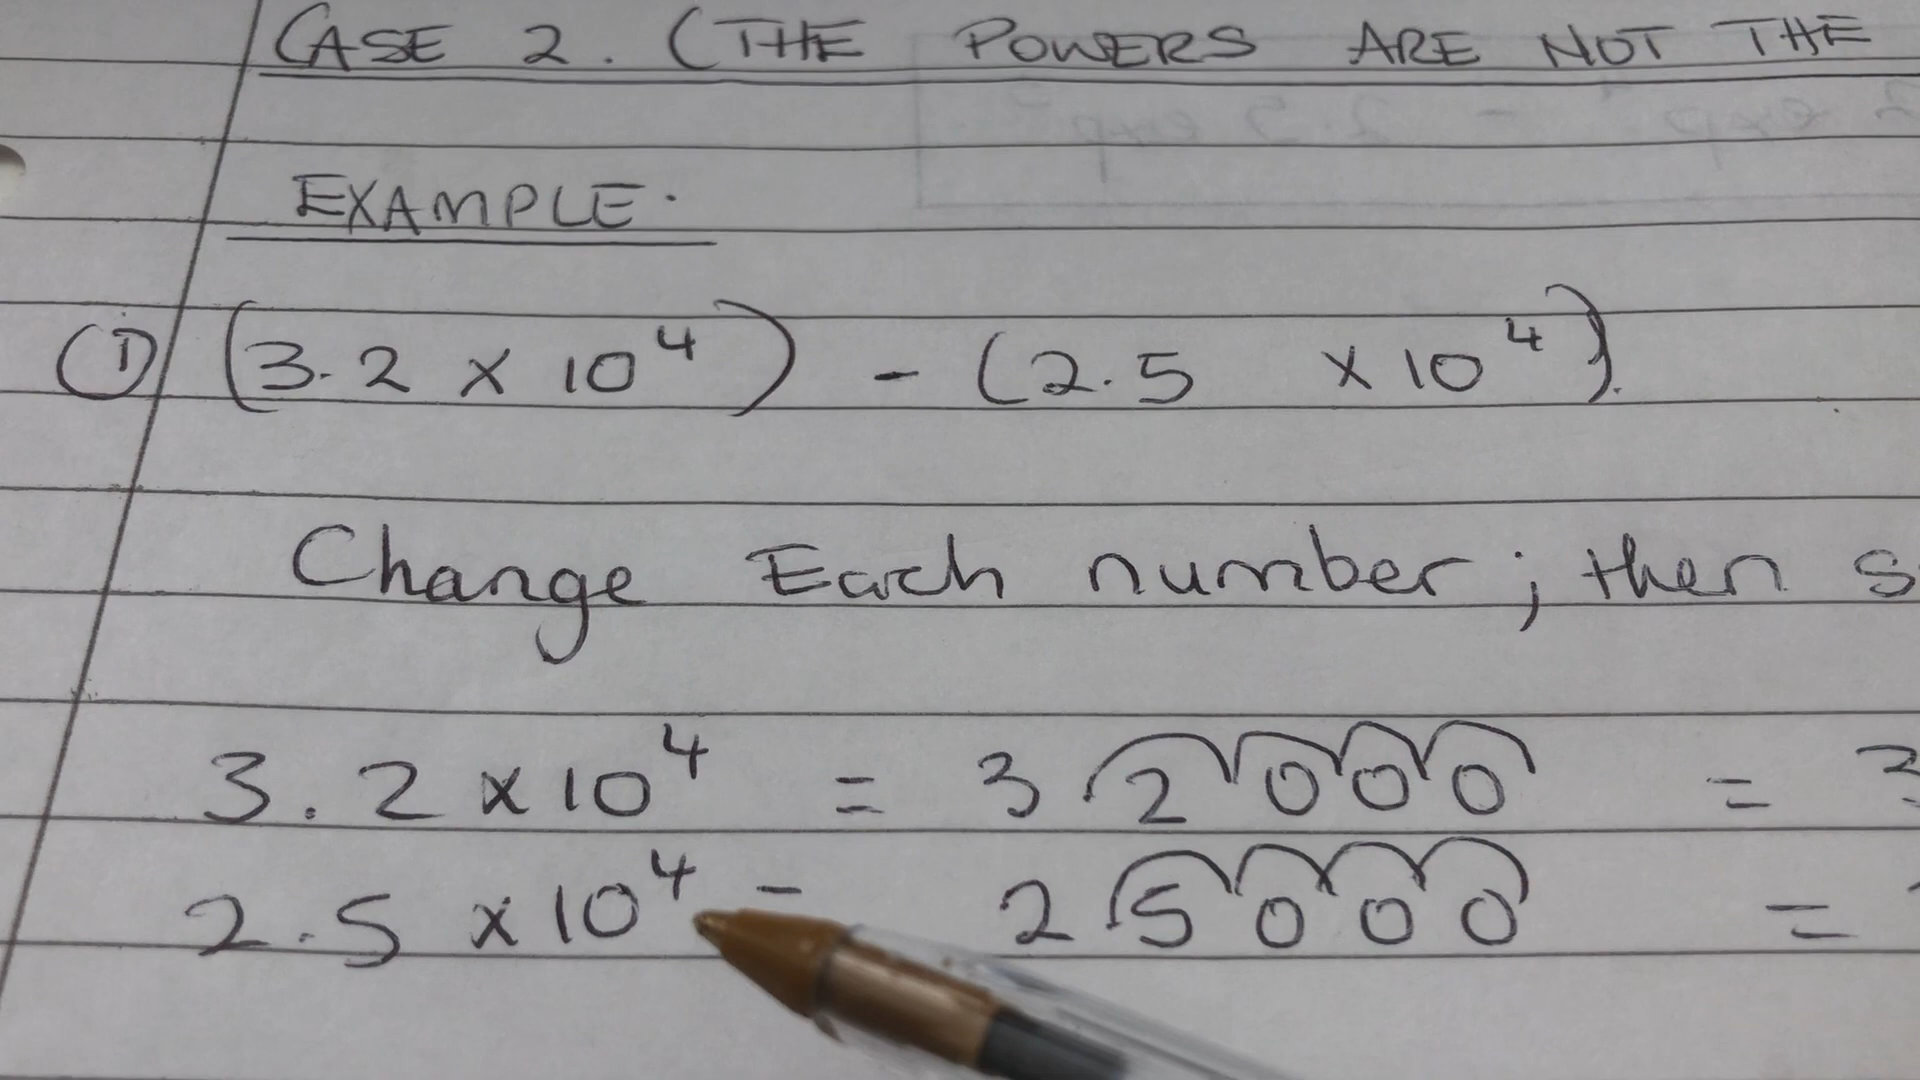 CASE 2. (THE POWERS ARE NOT THE
EXAMPLE.
① (3.2 x 10⁴) - (2.5 x 10⁴).
Change Each number; then s
3.2 x 10⁴ = 32000 = 3
2.5 x 10⁴ = 25000 =